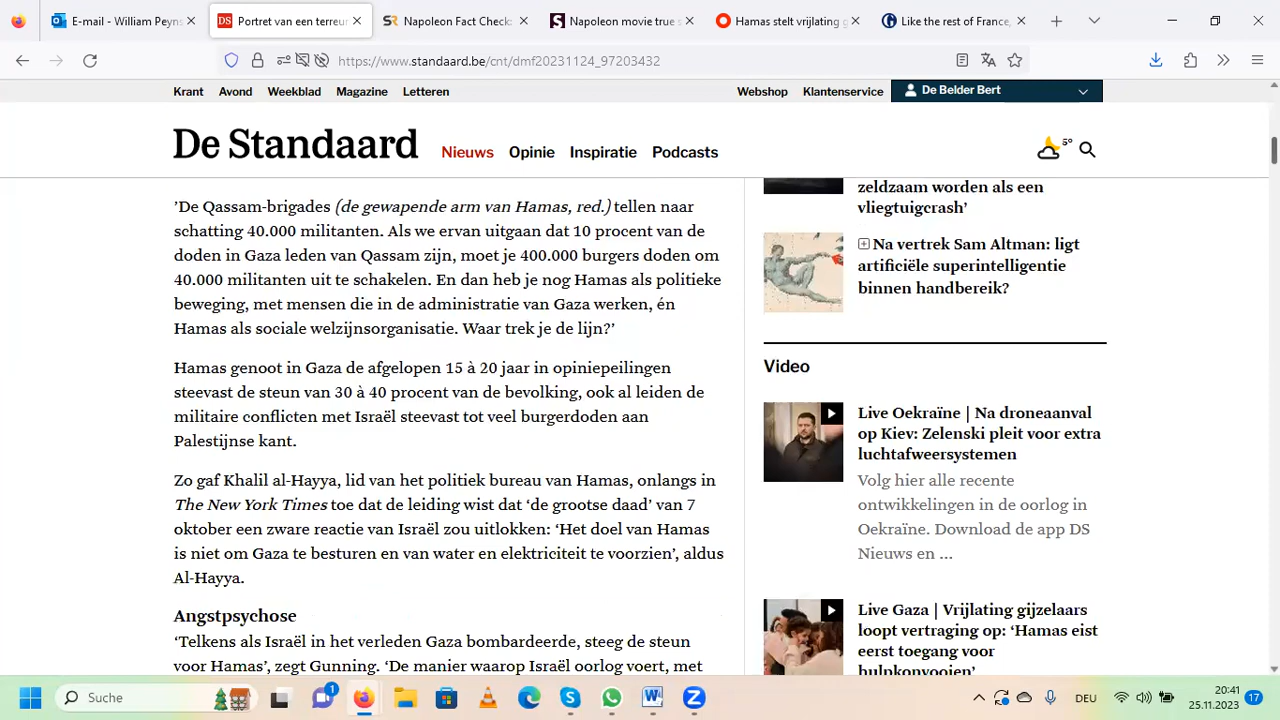 E-mail - William Peyns
DS Portret van een terreur
SR Napoleon Fact Check:
S Napoleon movie true s
Hamas stelt vrijlating g
Like the rest of France,
https://www.standaard.be/cnt/dmf20231124_97203432
Krant Avond Weekblad Magazine Letteren
Webshop Klantenservice De Belder Bert
De Standaard Nieuws Opinie Inspiratie Podcasts
5°
’De Qassam-brigades (de gewapende arm van Hamas, red.) tellen naar
schatting 40.000 militanten. Als we ervan uitgaan dat 10 procent van de
doden in Gaza leden van Qassam zijn, moet je 400.000 burgers doden om
40.000 militanten uit te schakelen. En dan heb je nog Hamas als politieke
beweging, met mensen die in de administratie van Gaza werken, én
Hamas als sociale welzijnsorganisatie. Waar trek je de lijn?’
Hamas genoot in Gaza de afgelopen 15 à 20 jaar in opiniepeilingen
steevast de steun van 30 à 40 procent van de bevolking, ook al leiden de
militaire conflicten met Israël steevast tot veel burgerdoden aan
Palestijnse kant.
Zo gaf Khalil al-Hayya, lid van het politiek bureau van Hamas, onlangs in
The New York Times toe dat de leiding wist dat ‘de grootse daad’ van 7
oktober een zware reactie van Israël zou uitlokken: ‘Het doel van Hamas
is niet om Gaza te besturen en van water en elektriciteit te voorzien’, aldus
Al-Hayya.
Angstpsychose
‘Telkens als Israël in het verleden Gaza bombardeerde, steeg de steun
voor Hamas’, zegt Gunning. ‘De manier waarop Israël oorlog voert, met
zeldzaam worden als een
vliegtuigcrash’
Na vertrek Sam Altman: ligt
artificiële superintelligentie
binnen handbereik?
Video
Live Oekraïne | Na droneaanval
op Kiev: Zelenski pleit voor extra
luchtafweersystemen
Volg hier alle recente
ontwikkelingen in de oorlog in
Oekraïne. Download de app DS
Nieuws en ...
Live Gaza | Vrijlating gijzelaars
loopt vertraging op: ‘Hamas eist
eerst toegang voor
hulpkonvooien’
Suche
1
DEU
20:41
25.11.2023
17